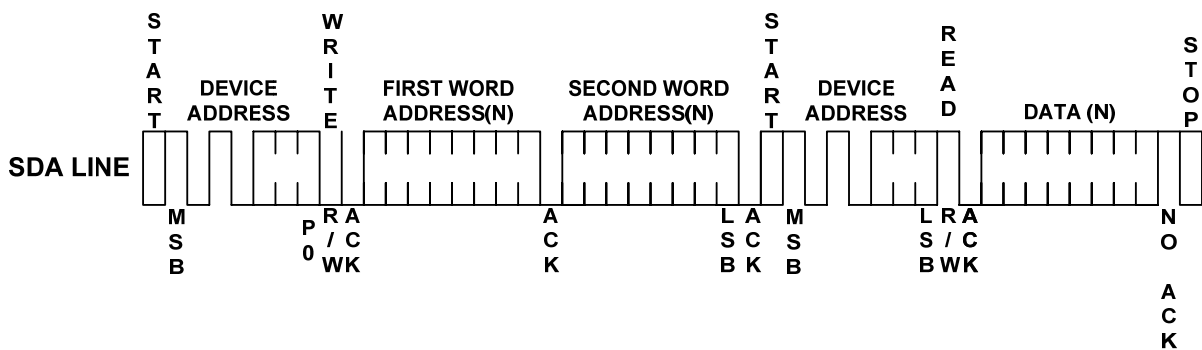 START
WRITE
START
READ
STOP
DEVICE
ADDRESS
FIRST WORD
ADDRESS(N)
SECOND WORD
ADDRESS(N)
DEVICE
ADDRESS
DATA (N)
SDA LINE
MSB
P0
R/W
ACK
ACK
LSB
ACK
MSB
LSB
R/W
ACK
NO ACK